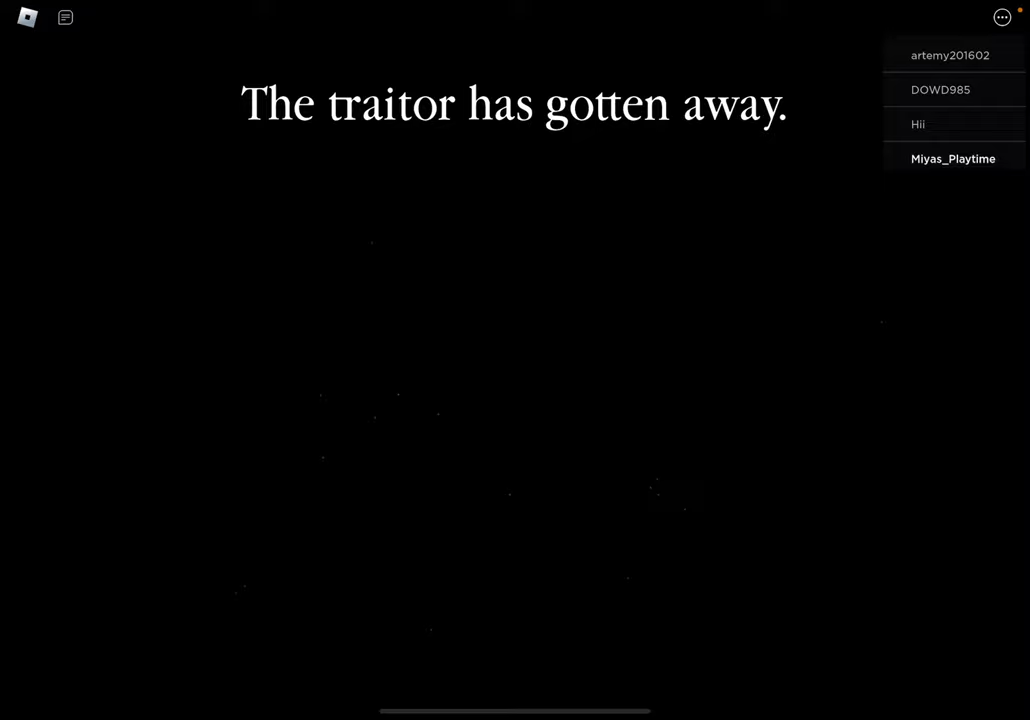 The traitor has gotten away.
artemy201602
DOWD985
Hii
Miyas_Playtime